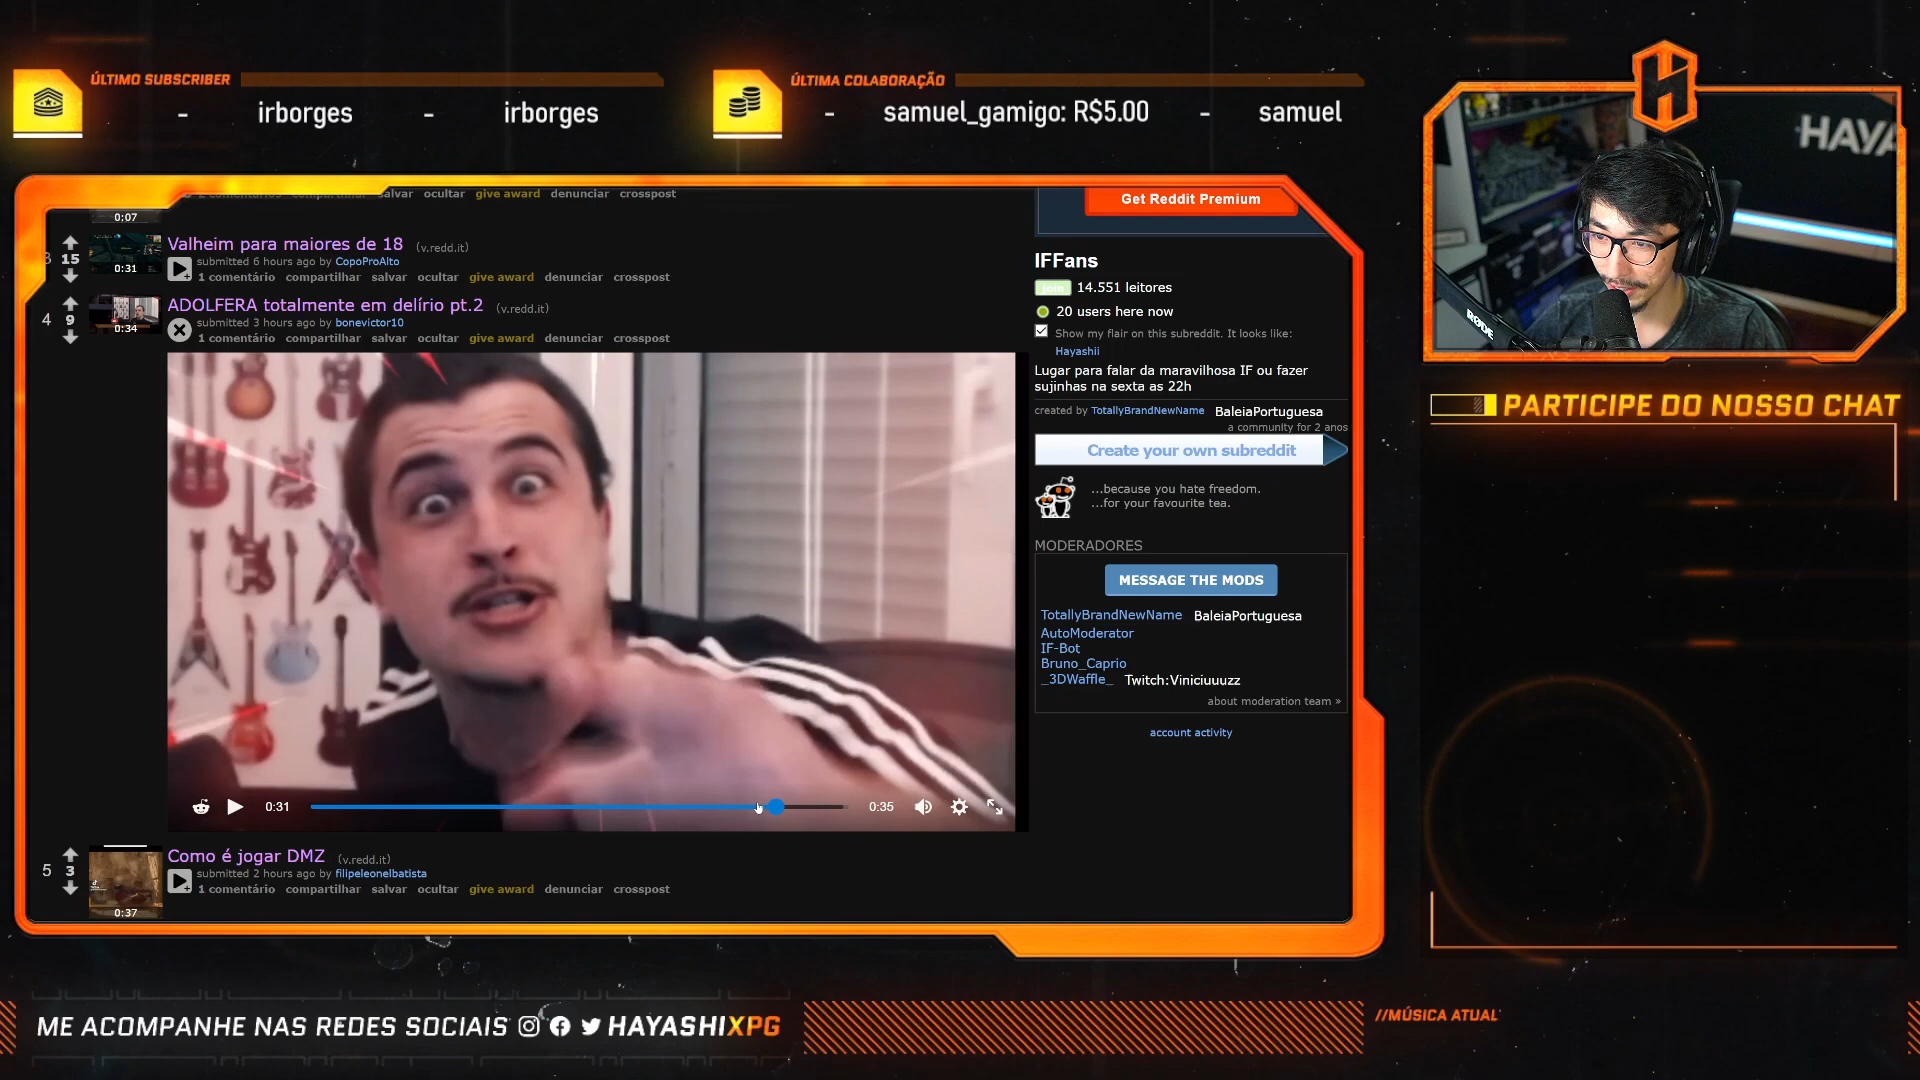 ÚLTIMO SUBSCRIBER
- irborges - irborges
ÚLTIMA COLABORAÇÃO
- samuel_gamigo: R$5.00 - samuel
HAYA
RØDE
salvar ocultar give award denunciar crosspost
0:07
Get Reddit Premium
15
0:31
Valheim para maiores de 18 (v.redd.it)
submitted 6 hours ago by CopoProAlto
1 comentário compartilhar salvar ocultar give award denunciar crosspost
4
9
0:34
ADOLFERA totalmente em delírio pt.2 (v.redd.it)
submitted 3 hours ago by bonevictor10
1 comentário compartilhar salvar ocultar give award denunciar crosspost
0:31
0:35
5
3
0:37
Como é jogar DMZ (v.redd.it)
submitted 2 hours ago by filipeleonelbatista
1 comentário compartilhar salvar ocultar give award denunciar crosspost
IFFans
join 14.551 leitores
20 users here now
Show my flair on this subreddit. It looks like:
Hayashii
Lugar para falar da maravilhosa IF ou fazer
sujinhas na sexta as 22h
created by TotallyBrandNewName BaleiaPortuguesa
a community for 2 anos
Create your own subreddit
...because you hate freedom.
...for your favourite tea.
MODERADORES
MESSAGE THE MODS
TotallyBrandNewName BaleiaPortuguesa
AutoModerator
IF-Bot
Bruno_Caprio
_3DWaffle_ Twitch:Viniciuuuzz
about moderation team »
account activity
PARTICIPE DO NOSSO CHAT
ME ACOMPANHE NAS REDES SOCIAIS HAYASHIXPG
//MÚSICA ATUAL